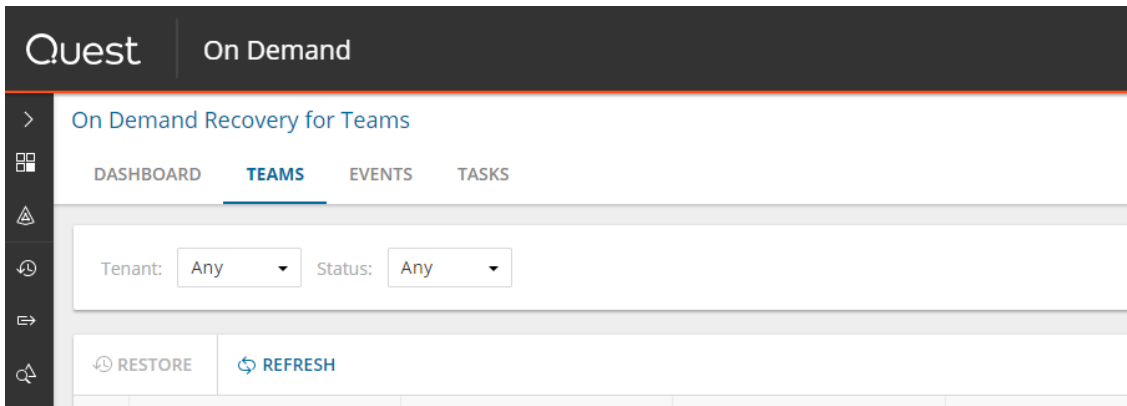 Quest On Demand
On Demand Recovery for Teams
DASHBOARD TEAMS EVENTS TASKS
Tenant: Any Status: Any
RESTORE REFRESH